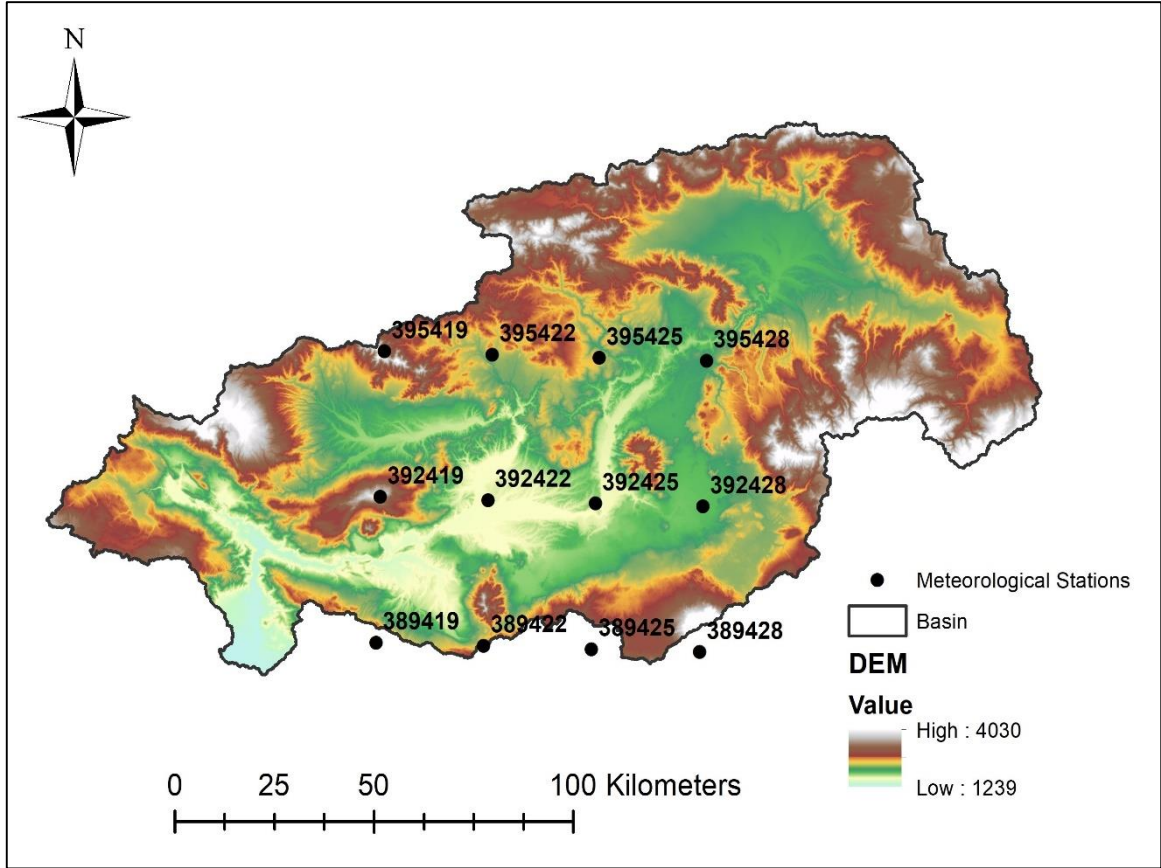 N
395419
395422
395425
395428
392419
392422
392425
392428
389419
389422
389425
389428
Meteorological Stations
Basin
DEM
Value
High : 4030
Low : 1239
0 25 50 100 Kilometers